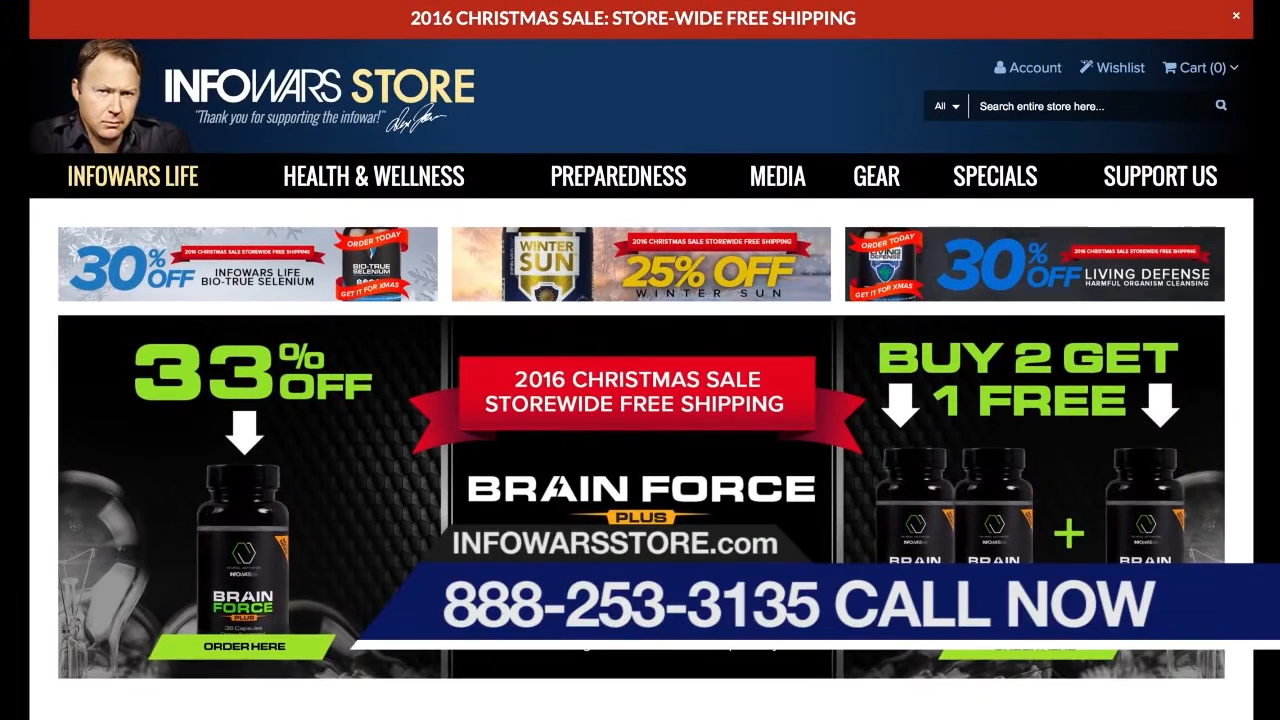 2016 CHRISTMAS SALE: STORE-WIDE FREE SHIPPING
×
INFOWARS STORE
"Thank you for supporting the infowar!"
Account
Wishlist
Cart (0)
All
Search entire store here...
INFOWARS LIFE
HEALTH & WELLNESS
PREPAREDNESS
MEDIA
GEAR
SPECIALS
SUPPORT US
30% OFF
2016 CHRISTMAS SALE STOREWIDE FREE SHIPPING
INFOWARS LIFE
BIO-TRUE SELENIUM
ORDER TODAY
BIO-TRUE
SELENIUM
GET IT FOR XMAS
WINTER
SUN
2016 CHRISTMAS SALE STOREWIDE FREE SHIPPING
25% OFF
WINTER SUN
ORDER TODAY
LIVING
DEFENSE
GET IT FOR XMAS
30% OFF
2016 CHRISTMAS SALE STOREWIDE FREE SHIPPING
LIVING DEFENSE
HARMFUL ORGANISM CLEANSING
33% OFF
BRAIN
FORCE
PLUS
ORDER HERE
2016 CHRISTMAS SALE
STOREWIDE FREE SHIPPING
BRAIN FORCE
PLUS
BUY 2 GET
1 FREE
BRAIN
BRAIN
+
BRAIN
INFOWARSSTORE.com
888-253-3135 CALL NOW